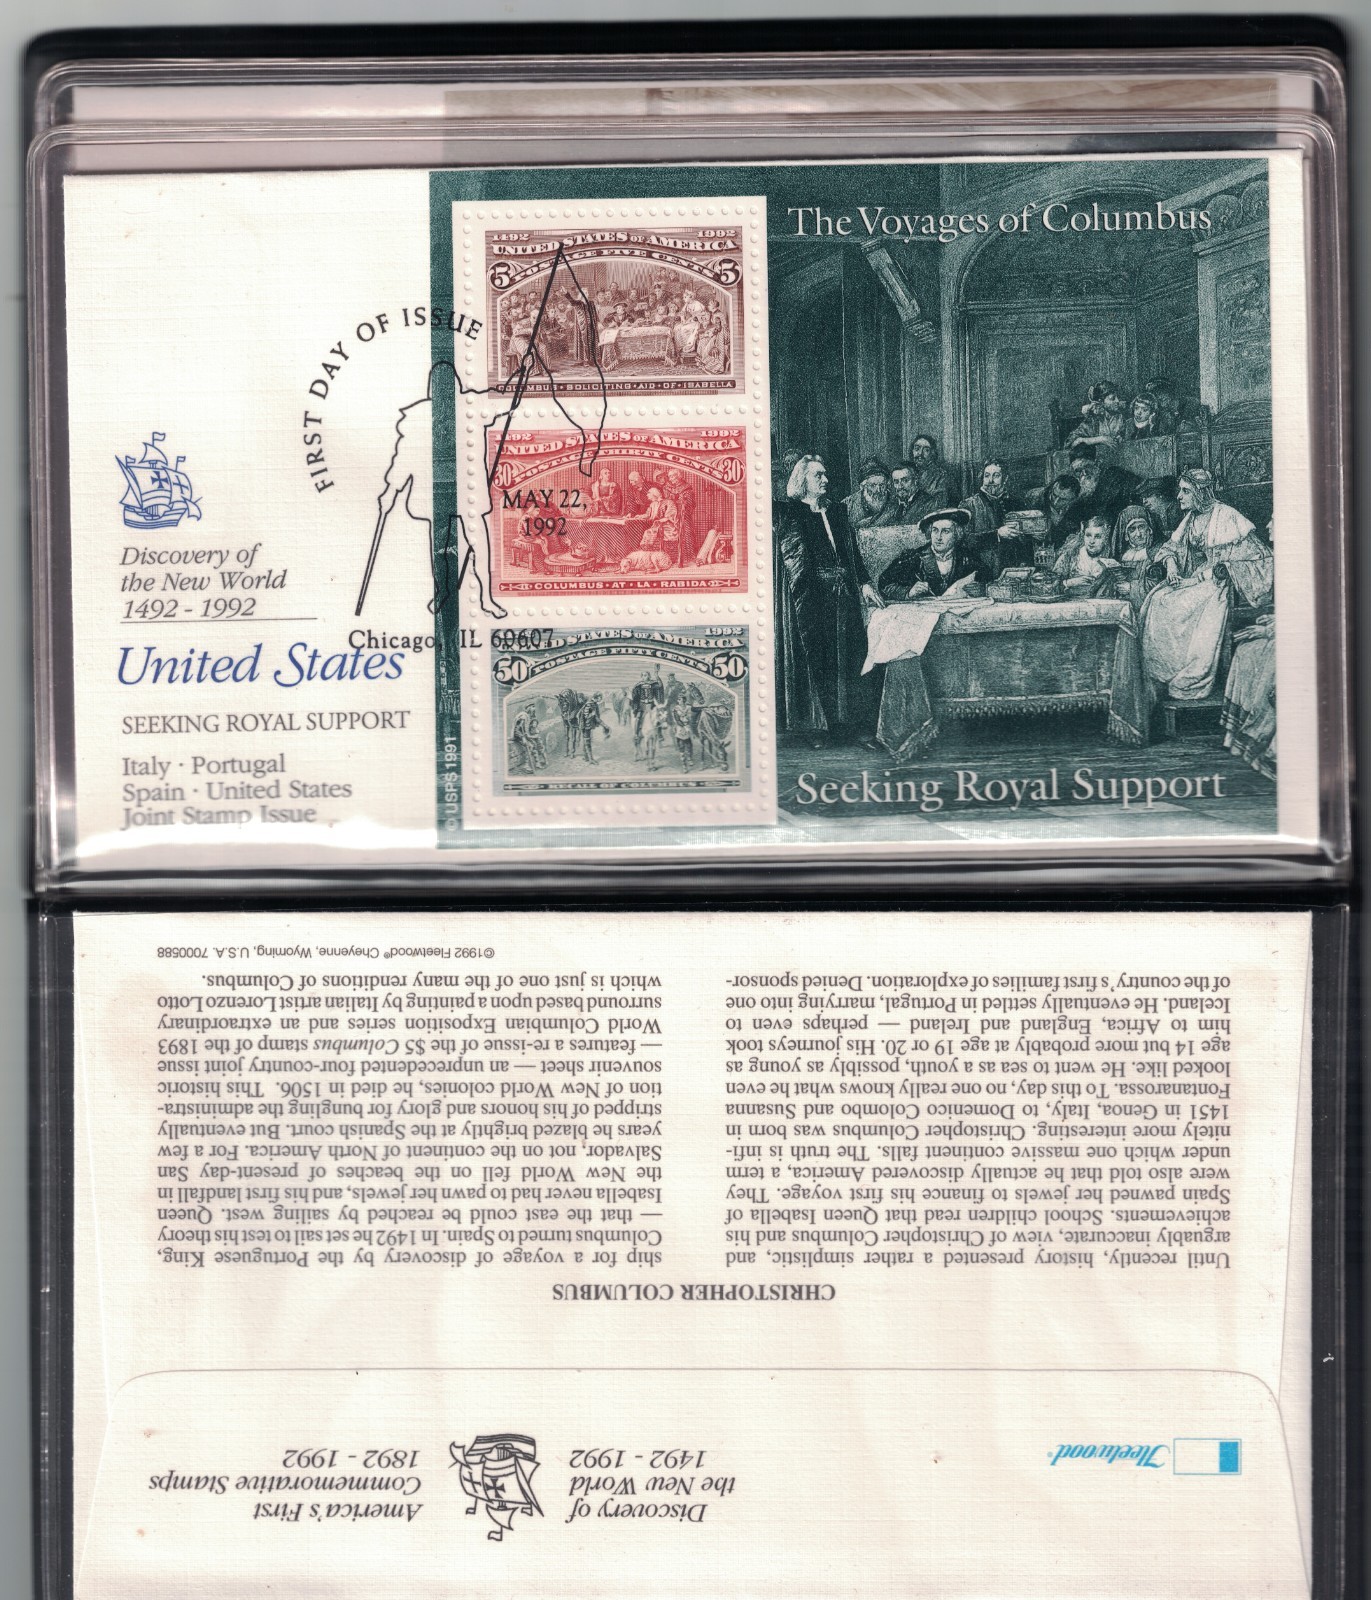 The Voyages of Columbus
1492 1992
UNITED STATES OF AMERICA
POSTAGE FIVE CENTS
5 5
COLUMBUS · SOLICITING · AID · OF · ISABELLA
FIRST DAY OF ISSUE
1492 1992
UNITED STATES OF AMERICA
POSTAGE THIRTY CENTS
30 30
MAY 22,
1992
COLUMBUS · AT · LA · RABIDA
Chicago, IL 60607
STATES OF AMERICA 1992
POSTAGE FIFTY CENTS
50 50
RECALL OF COLUMBUS
© USPS 1991
Discovery of
the New World
1492 - 1992
United States
SEEKING ROYAL SUPPORT
Italy · Portugal
Spain · United States
Joint Stamp Issue
Seeking Royal Support
Fleetwood®
Discovery of
the New World
1492 - 1992
America's First
Commemorative Stamps
1892 - 1992
CHRISTOPHER COLUMBUS
Until recently, history presented a rather simplistic, and
arguably inaccurate, view of Christopher Columbus and his
achievements. School children read that Queen Isabella of
Spain pawned her jewels to finance his first voyage. They
were also told that he actually discovered America, a term
under which one massive continent falls. The truth is infi-
nitely more interesting. Christopher Columbus was born in
1451 in Genoa, Italy, to Domenico Colombo and Susanna
Fontanarossa. To this day, no one really knows what he even
looked like. He went to sea as a youth, possibly as young as
age 14 but more probably at age 19 or 20. His journeys took
him to Africa, England and Ireland — perhaps even to
Iceland. He eventually settled in Portugal, marrying into one
of the country's first families of exploration. Denied sponsor-
ship for a voyage of discovery by the Portuguese King,
Columbus turned to Spain. In 1492 he set sail to test his theory
— that the east could be reached by sailing west. Queen
Isabella never had to pawn her jewels, and his first landfall in
the New World fell on the beaches of present-day San
Salvador, not on the continent of North America. For a few
years he blazed brightly at the Spanish court. But eventually
stripped of his honors and glory for bungling the administra-
tion of New World colonies, he died in 1506. This historic
souvenir sheet — an unprecedented four-country joint issue
— features a re-issue of the $5 Columbus stamp of the 1893
World Columbian Exposition series and an extraordinary
surround based upon a painting by Italian artist Lorenzo Lotto
which is just one of the many renditions of Columbus.
©1992 Fleetwood® Cheyenne, Wyoming, U.S.A. 7000588